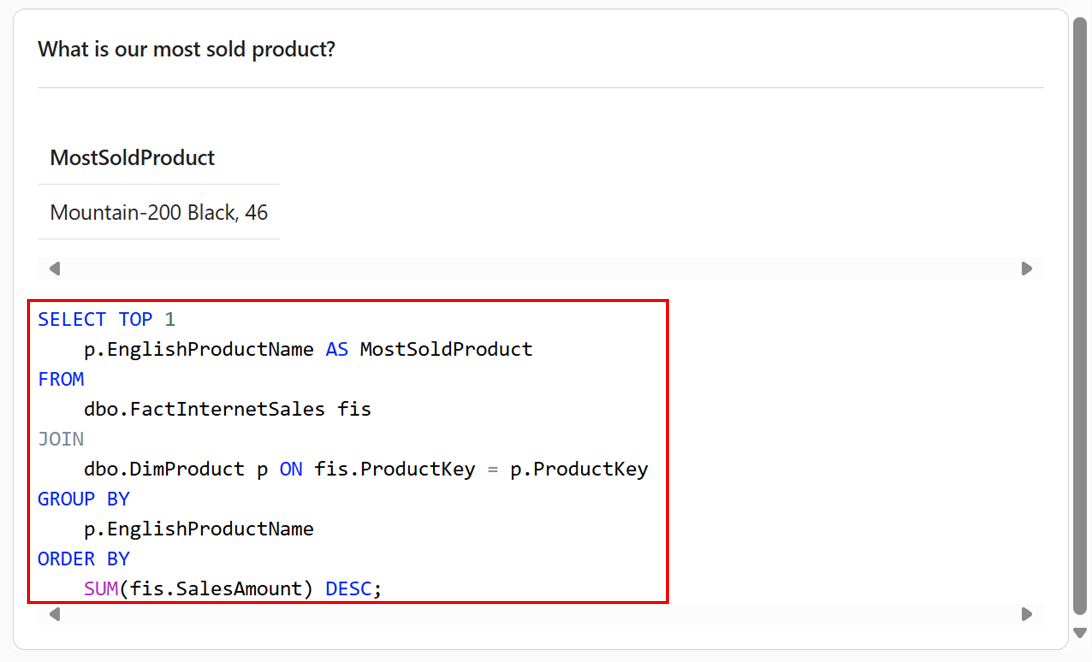 What is our most sold product?
MostSoldProduct
Mountain-200 Black, 46
SELECT TOP 1
    p.EnglishProductName AS MostSoldProduct
FROM
    dbo.FactInternetSales fis
JOIN
    dbo.DimProduct p ON fis.ProductKey = p.ProductKey
GROUP BY
    p.EnglishProductName
ORDER BY
    SUM(fis.SalesAmount) DESC;